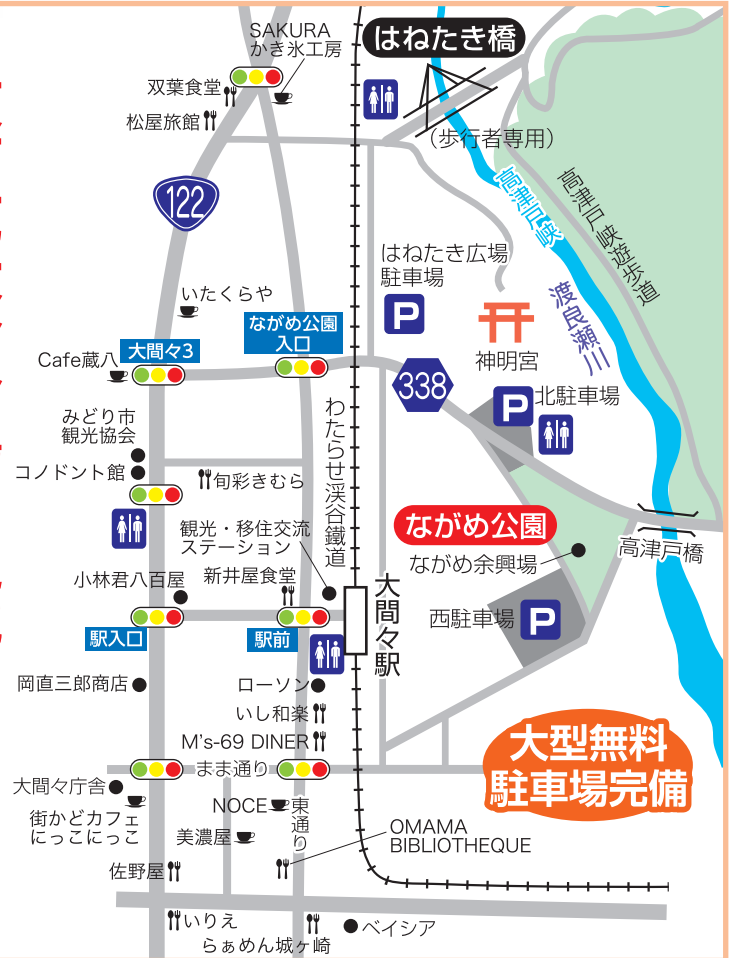 SAKURA
かき氷工房
はねたき橋
双葉食堂
松屋旅館
(歩行者専用)
122
高津戸峡
高津戸峡遊歩道
はねたき広場
駐車場
P
いたくらや
渡良瀬川
神明宮
ながめ公園
入口
大間々3
Cafe蔵八
338
P
北駐車場
みどり市
観光協会
コノドント館
わたらせ渓谷鐵道
旬彩きむら
ながめ公園
観光・移住交流
ステーション
ながめ余興場
高津戸橋
小林君八百屋
新井屋食堂
大間々駅
西駐車場
P
駅入口
駅前
岡直三郎商店
ローソン
いし和楽
M's-69 DINER
大型無料
駐車場完備
まま通り
大間々庁舎
街かどカフェ
にっこにっこ
NOCE
東通り
美濃屋
OMAMA
BIBLIOTHEQUE
佐野屋
いりえ
らぁめん城ヶ崎
ベイシア